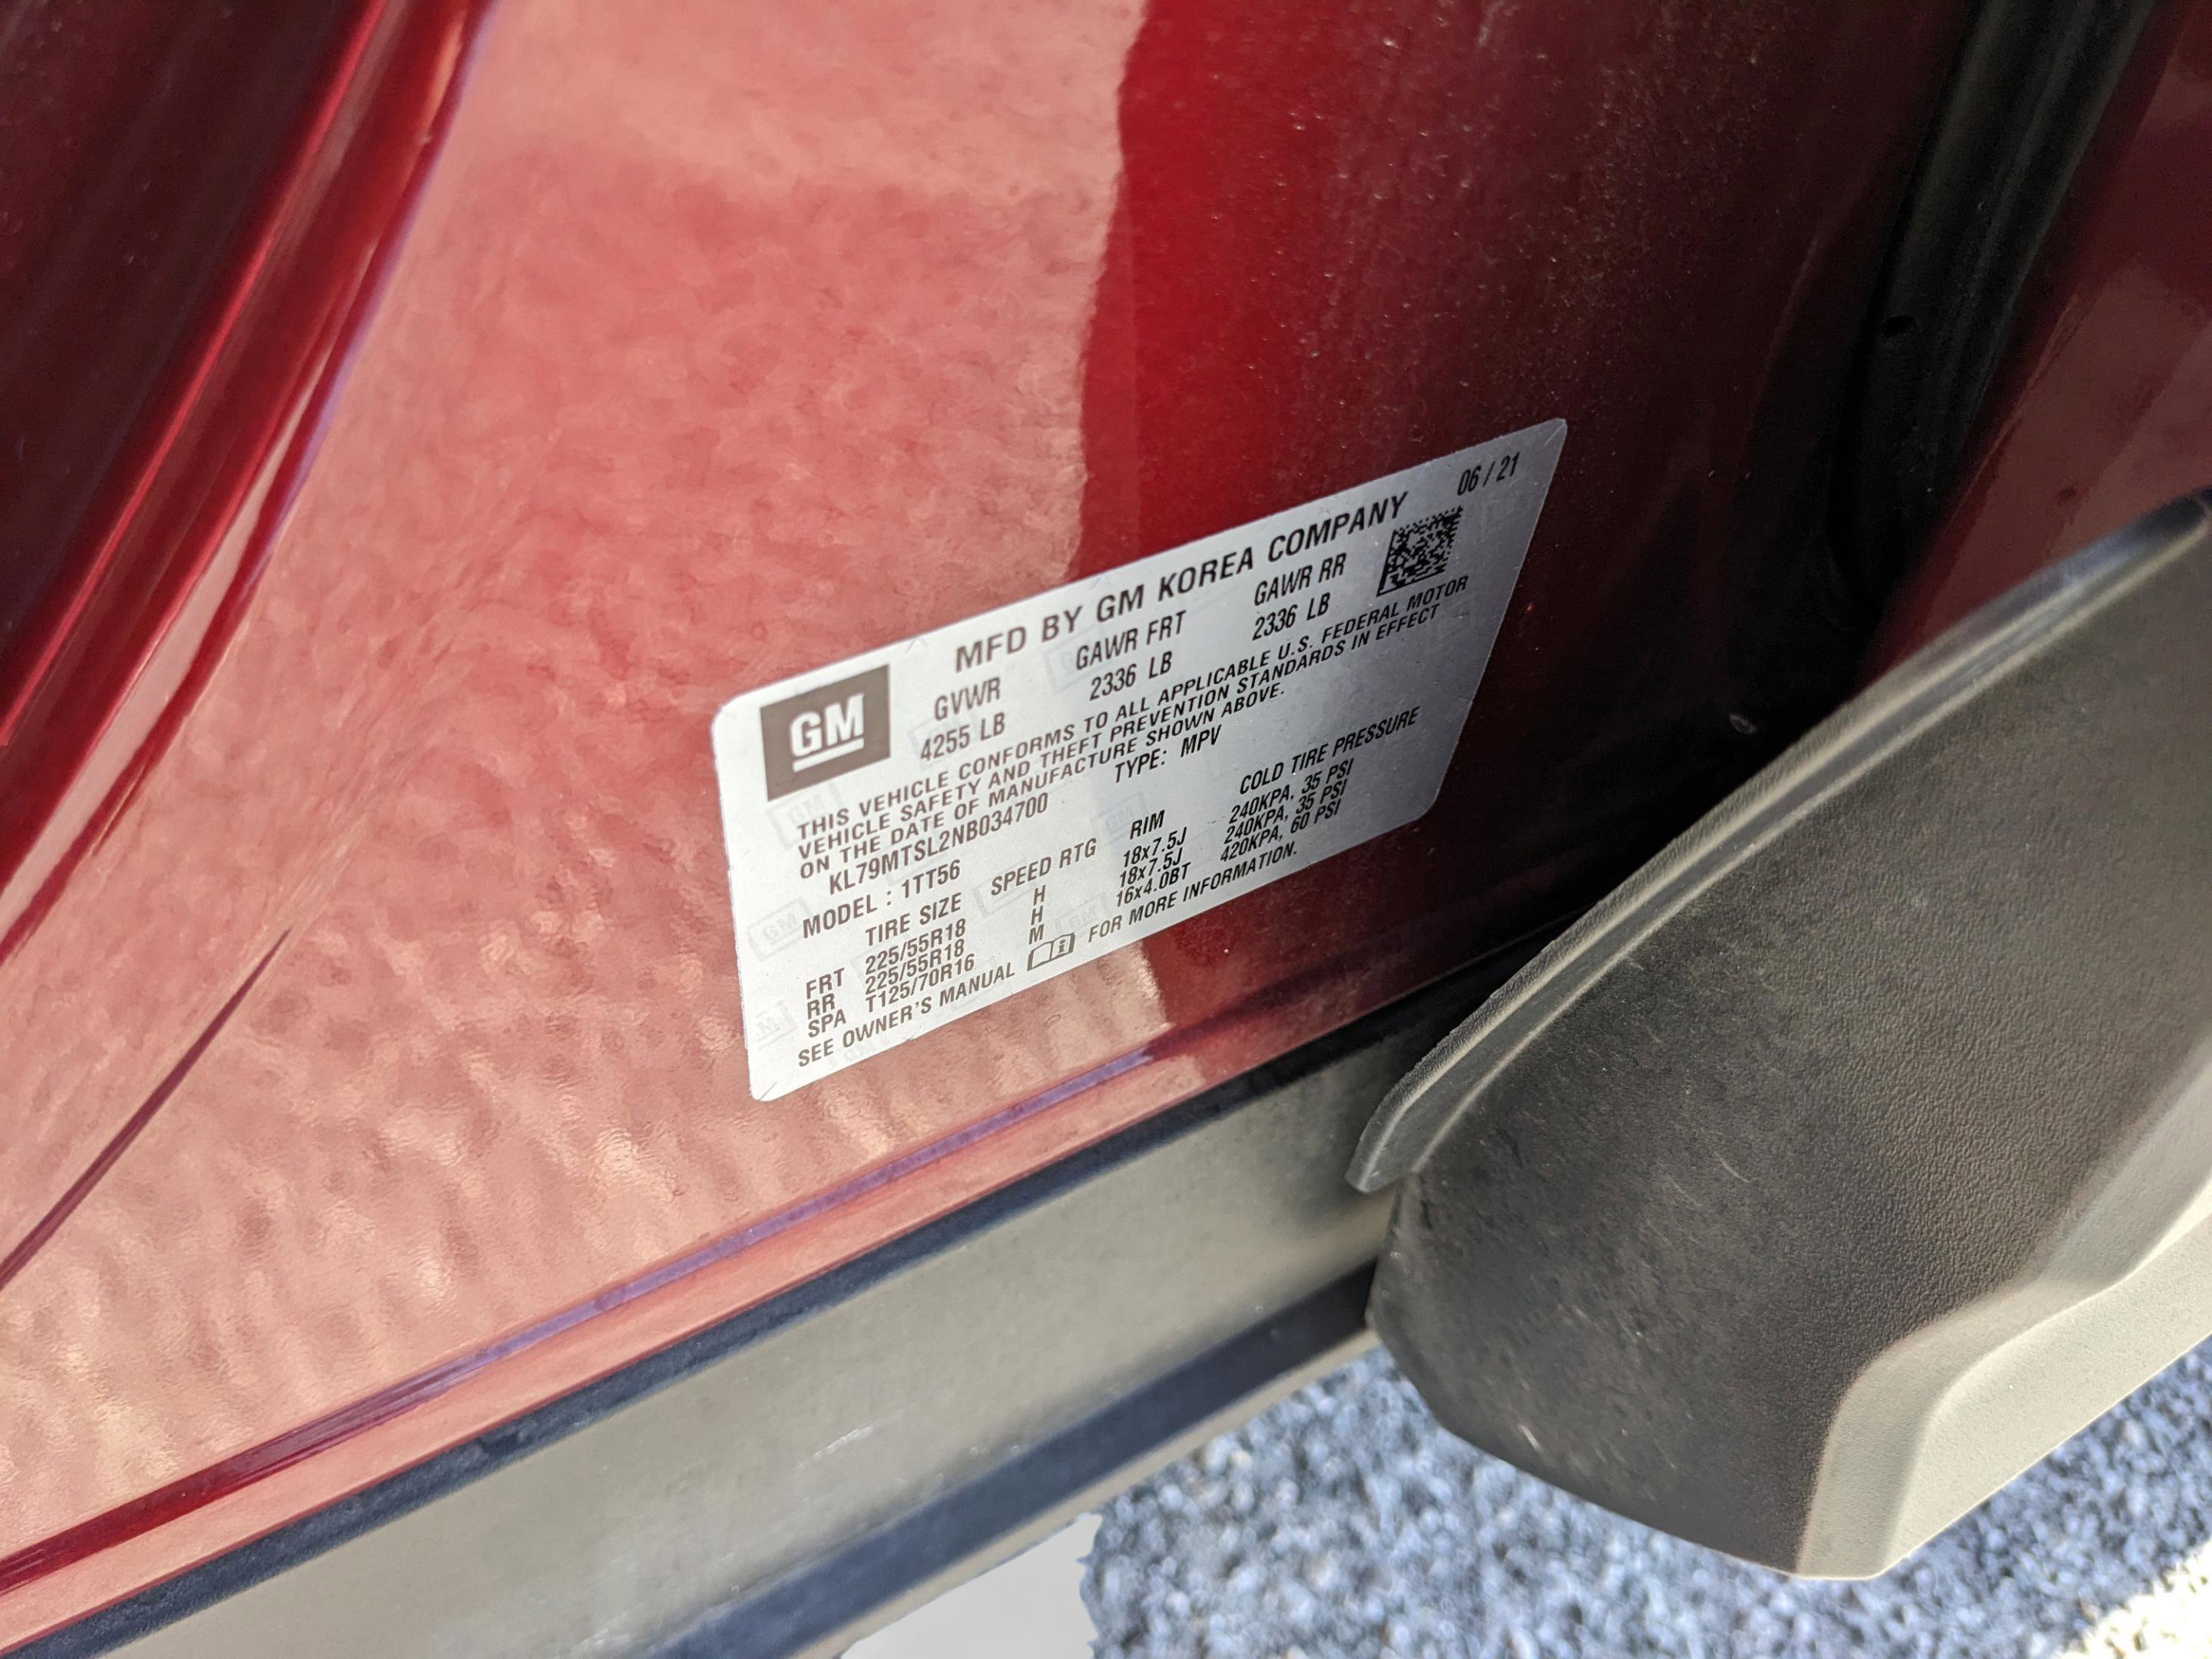 GM
MFD BY GM KOREA COMPANY 06 / 21
GVWR GAWR FRT GAWR RR
4255 LB 2336 LB 2336 LB
THIS VEHICLE CONFORMS TO ALL APPLICABLE U.S. FEDERAL MOTOR
VEHICLE SAFETY AND THEFT PREVENTION STANDARDS IN EFFECT
ON THE DATE OF MANUFACTURE SHOWN ABOVE.
KL79MTSL2NB034700 TYPE: MPV
MODEL : 1TT56
TIRE SIZE SPEED RTG RIM COLD TIRE PRESSURE
FRT 225/55R18 H 18x7.5J 240KPA, 35 PSI
RR 225/55R18 H 18x7.5J 240KPA, 35 PSI
SPA T125/70R16 M 16x4.0BT 420KPA, 60 PSI
SEE OWNER'S MANUAL FOR MORE INFORMATION.